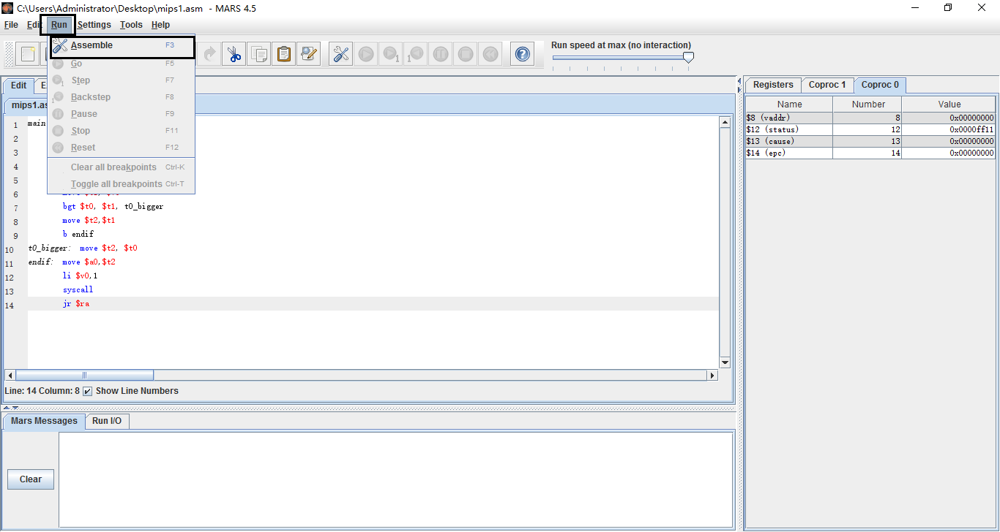 C:\Users\Administrator\Desktop\mips1.asm - MARS 4.5
File Edit Run Settings Tools Help
Assemble F3
Go F5
Step F7
Backstep F8
Pause F9
Stop F11
Reset F12
Clear all breakpoints Ctrl-K
Toggle all breakpoints Ctrl-T
Run speed at max (no interaction)
Edit E
mips1.as
1 main
2
3
4
5
6
7 bgt $t0, $t1, t0_bigger
8 move $t2,$t1
9 b endif
10 t0_bigger: move $t2, $t0
11 endif: move $a0,$t2
12 li $v0,1
13 syscall
14 jr $ra
Line: 14 Column: 8 Show Line Numbers
Mars Messages Run I/O
Clear
Registers Coproc 1 Coproc 0
Name Number Value
$8 (vaddr) 8 0x00000000
$12 (status) 12 0x0000ff11
$13 (cause) 13 0x00000000
$14 (epc) 14 0x00000000